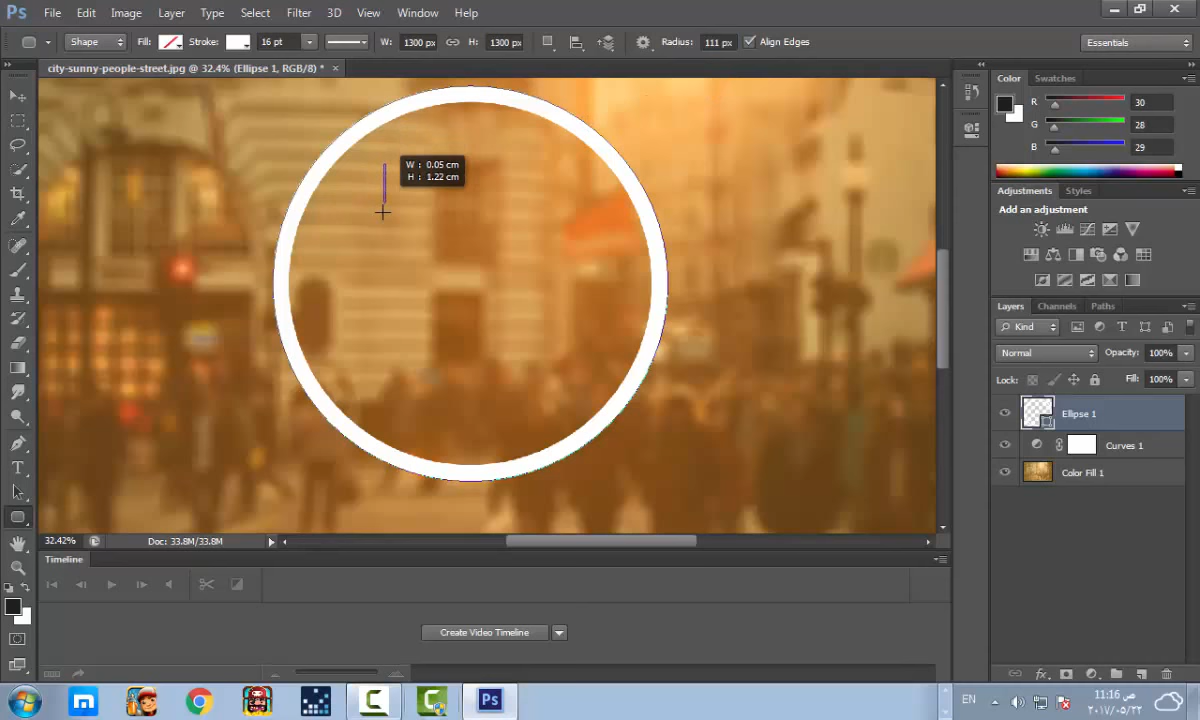 Ps File Edit Image Layer Type Select Filter 3D View Window Help
Shape Fill: Stroke: 16 pt W: 1300 px H: 1300 px Radius: 111 px Align Edges Essentials
city-sunny-people-street.jpg @ 32.4% (Ellipse 1, RGB/8) * ×
Color Swatches
R 30
G 28
B 29
W : 0.05 cm
H : 1.22 cm
Adjustments Styles
Add an adjustment
Layers Channels Paths
Kind
Normal Opacity: 100%
Lock: Fill: 100%
Ellipse 1
Curves 1
Color Fill 1
32.42% Doc: 33.8M/33.8M
Timeline
Create Video Timeline
EN
11:16 ص
٢٠١٧/٠٥/٢٢